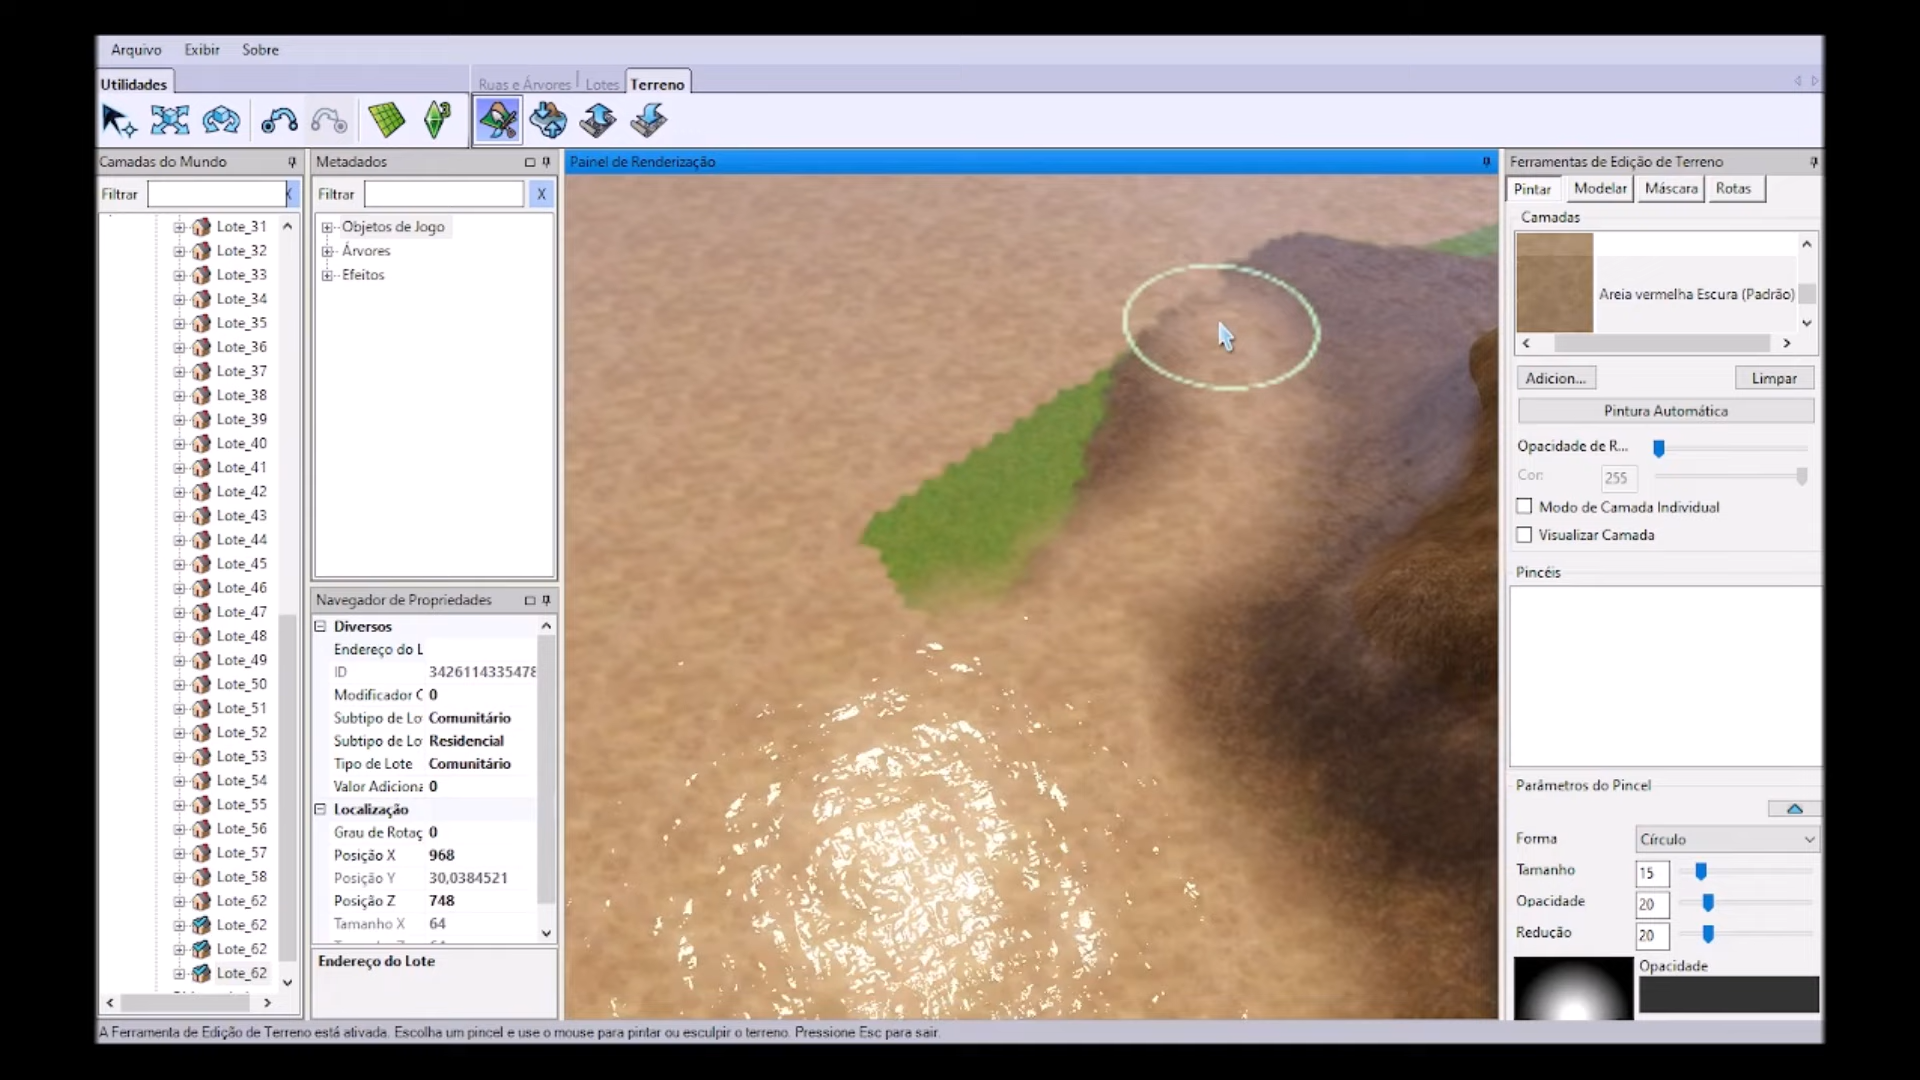 Arquivo Exibir Sobre
Utilidades Ruas e Árvores Lotes Terreno
Camadas do Mundo
Filtrar
Lote_31
Lote_32
Lote_33
Lote_34
Lote_35
Lote_36
Lote_37
Lote_38
Lote_39
Lote_40
Lote_41
Lote_42
Lote_43
Lote_44
Lote_45
Lote_46
Lote_47
Lote_48
Lote_49
Lote_50
Lote_51
Lote_52
Lote_53
Lote_54
Lote_55
Lote_56
Lote_57
Lote_58
Lote_62
Lote_62
Lote_62
Lote_62
Metadados
Filtrar X
Objetos de Jogo
Árvores
Efeitos
Navegador de Propriedades
Diversos
Endereço do L
ID 3426114335478
Modificador C 0
Subtipo de Lo Comunitário
Subtipo de Lo Residencial
Tipo de Lote Comunitário
Valor Adiciona 0
Localização
Grau de Rotaç 0
Posição X 968
Posição Y 30,0384521
Posição Z 748
Tamanho X 64
Endereço do Lote
Painel de Renderização
Ferramentas de Edição de Terreno
Pintar Modelar Máscara Rotas
Camadas
Areia vermelha Escura (Padrão)
Adicion... Limpar
Pintura Automática
Opacidade de R...
Cor: 255
Modo de Camada Individual
Visualizar Camada
Pincéis
Parâmetros do Pincel
Forma Círculo
Tamanho 15
Opacidade 20
Redução 20
Opacidade
A Ferramenta de Edição de Terreno está ativada. Escolha um pincel e use o mouse para pintar ou esculpir o terreno. Pressione Esc para sair.